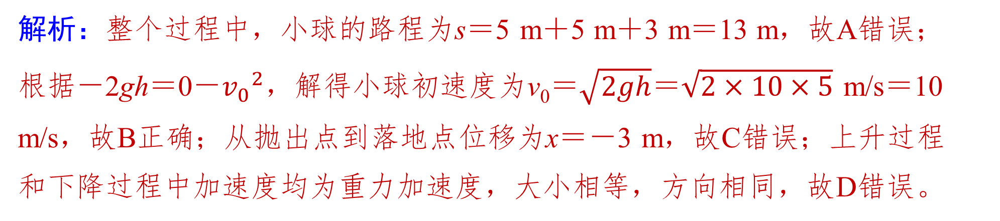 解析：整个过程中，小球的路程为s＝5 m＋5 m＋3 m＝13 m，故A错误；
根据－2gh＝0－v₀²，解得小球初速度为v₀＝√(2gh)＝√(2 × 10 × 5) m/s＝10
m/s，故B正确；从抛出点到落地点位移为x＝－3 m，故C错误；上升过程
和下降过程中加速度均为重力加速度，大小相等，方向相同，故D错误。